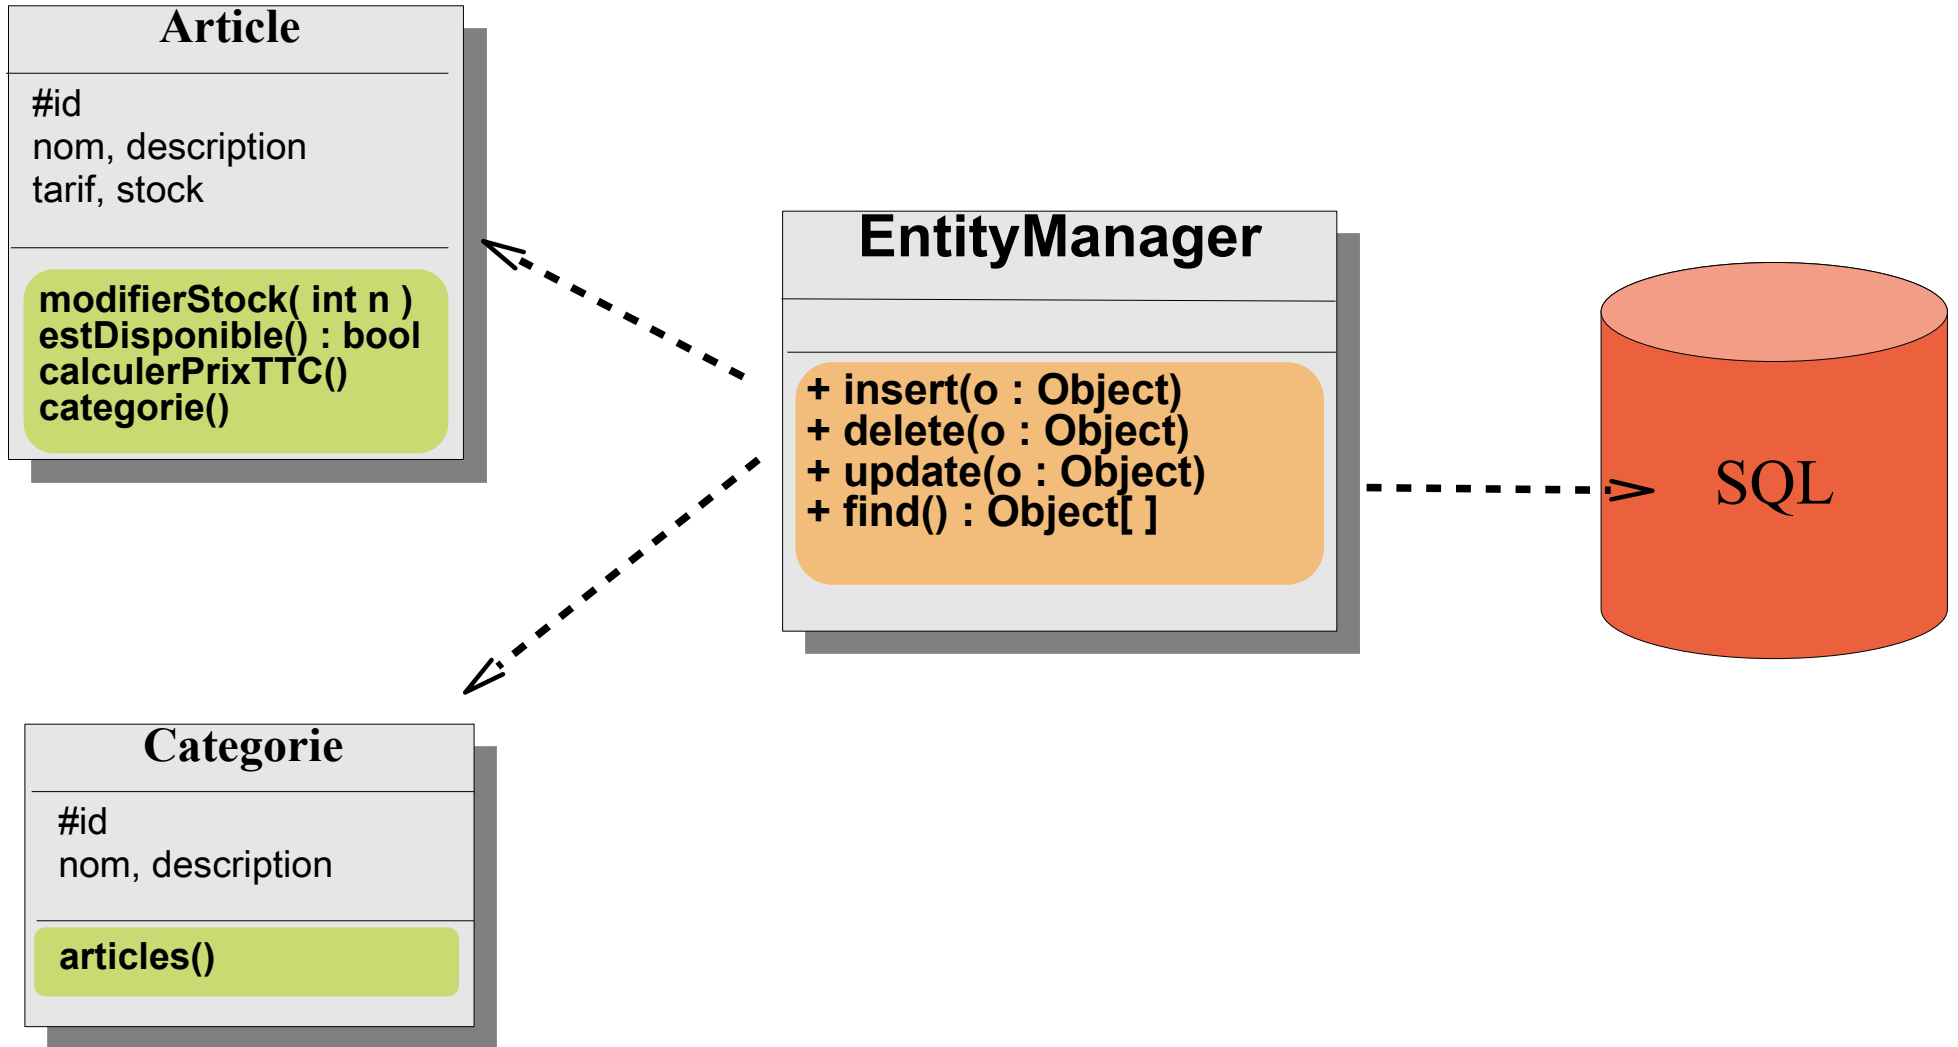 Article
#id
nom, description
tarif, stock
modifierStock( int n )
estDisponible() : bool
calculerPrixTTC()
categorie()
EntityManager
+ insert(o : Object)
+ delete(o : Object)
+ update(o : Object)
+ find() : Object[ ]
SQL
Categorie
#id
nom, description
articles()